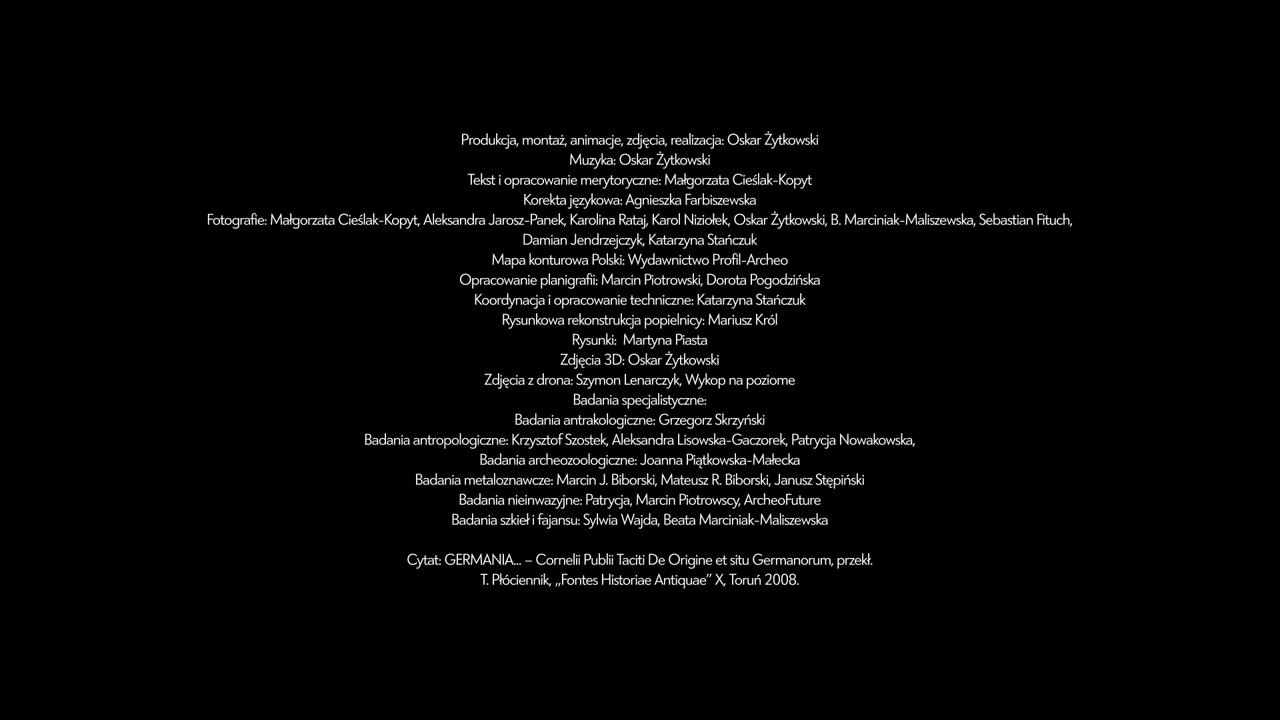 Produkcja, montaż, animacje, zdjęcia, realizacja: Oskar Żytkowski
Muzyka: Oskar Żytkowski
Tekst i opracowanie merytoryczne: Małgorzata Cieślak-Kopyt
Korekta językowa: Agnieszka Farbiszewska
Fotografie: Małgorzata Cieślak-Kopyt, Aleksandra Jarosz-Panek, Karolina Rataj, Karol Niziołek, Oskar Żytkowski, B. Marciniak-Maliszewska, Sebastian Fituch,
Damian Jendrzejczyk, Katarzyna Stańczuk
Mapa konturowa Polski: Wydawnictwo Profil-Archeo
Opracowanie planigrafii: Marcin Piotrowski, Dorota Pogodzińska
Koordynacja i opracowanie techniczne: Katarzyna Stańczuk
Rysunkowa rekonstrukcja popielnicy: Mariusz Król
Rysunki:  Martyna Piasta
Zdjęcia 3D: Oskar Żytkowski
Zdjęcia z drona: Szymon Lenarczyk, Wykop na poziome
Badania specjalistyczne:
Badania antrakologiczne: Grzegorz Skrzyński
Badania antropologiczne: Krzysztof Szostek, Aleksandra Lisowska-Gaczorek, Patrycja Nowakowska,
Badania archeozoologiczne: Joanna Piątkowska-Małecka
Badania metaloznawcze: Marcin J. Biborski, Mateusz R. Biborski, Janusz Stępiński
Badania nieinwazyjne: Patrycja, Marcin Piotrowscy, ArcheoFuture
Badania szkieł i fajansu: Sylwia Wajda, Beata Marciniak-Maliszewska
Cytat: GERMANIA... – Cornelii Publii Taciti De Origine et situ Germanorum, przekł.
T. Płóciennik, „Fontes Historiae Antiquae” X, Toruń 2008.